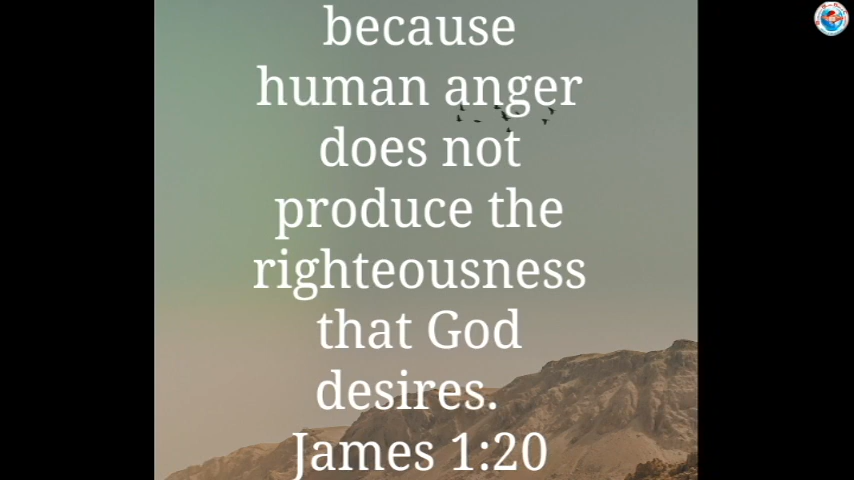 because
human anger
does not
produce the
righteousness
that God
desires.
James 1:20